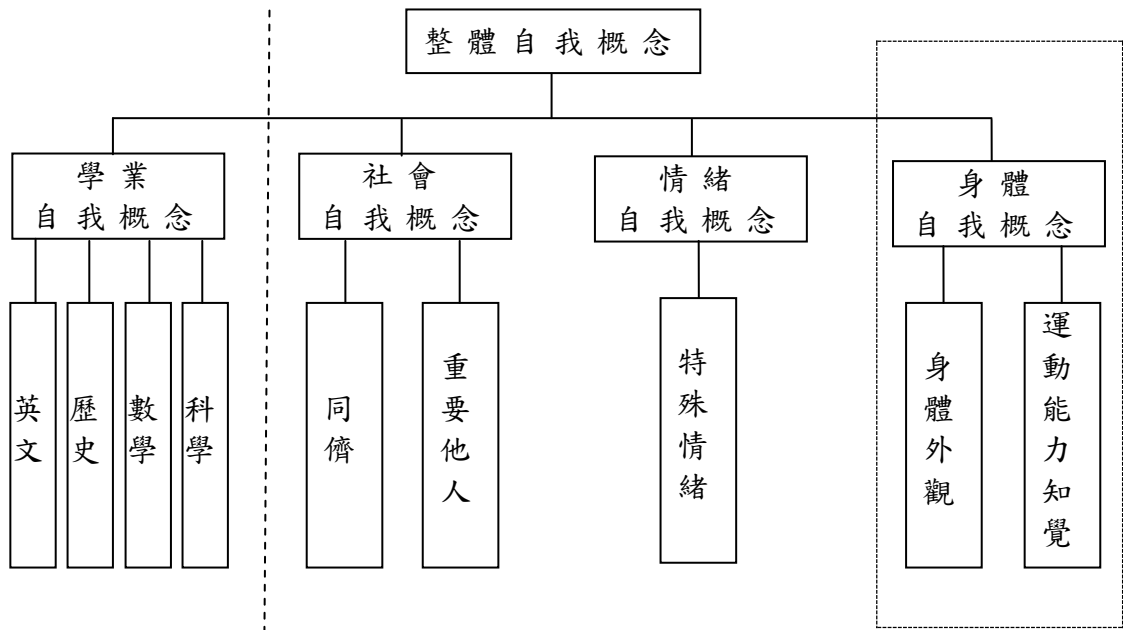 整體自我概念
學業
自我概念
社會
自我概念
情緒
自我概念
身體
自我概念
英文
歷史
數學
科學
同儕
重要他人
特殊情緒
身體外觀
運動能力知覺